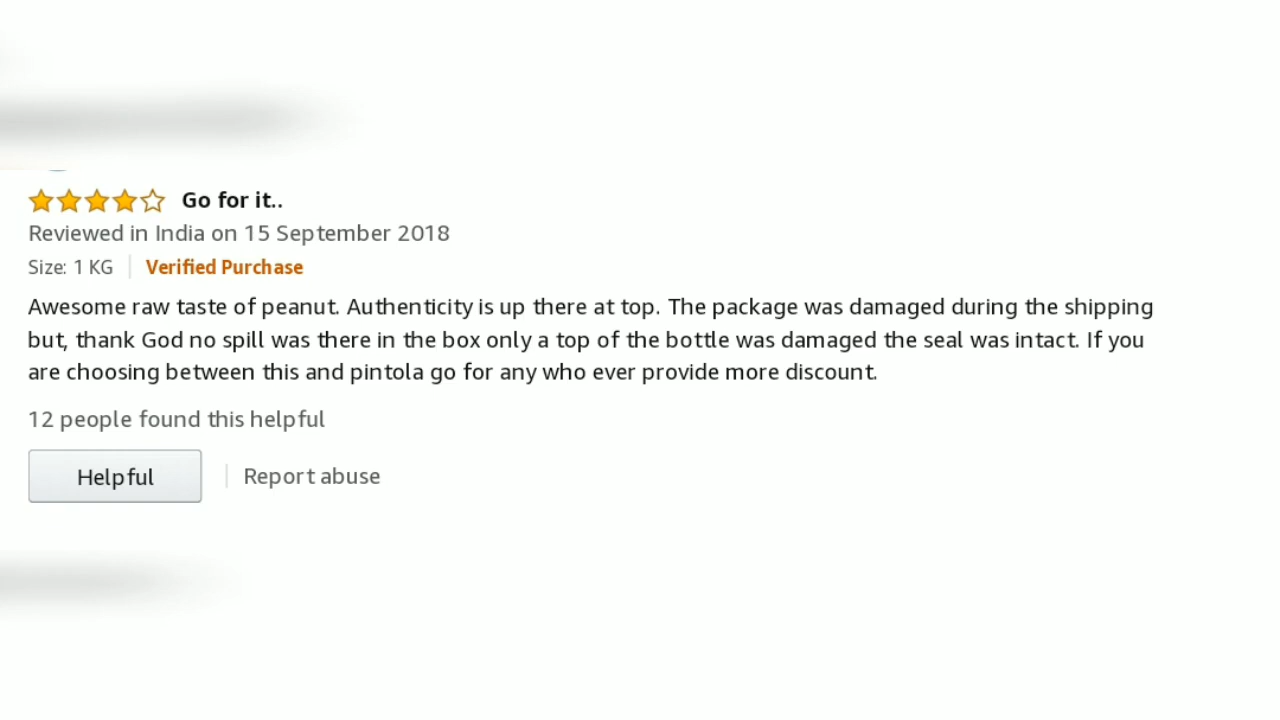 Go for it..
Reviewed in India on 15 September 2018
Size: 1 KG Verified Purchase
Awesome raw taste of peanut. Authenticity is up there at top. The package was damaged during the shipping
but, thank God no spill was there in the box only a top of the bottle was damaged the seal was intact. If you
are choosing between this and pintola go for any who ever provide more discount.
12 people found this helpful
Helpful Report abuse